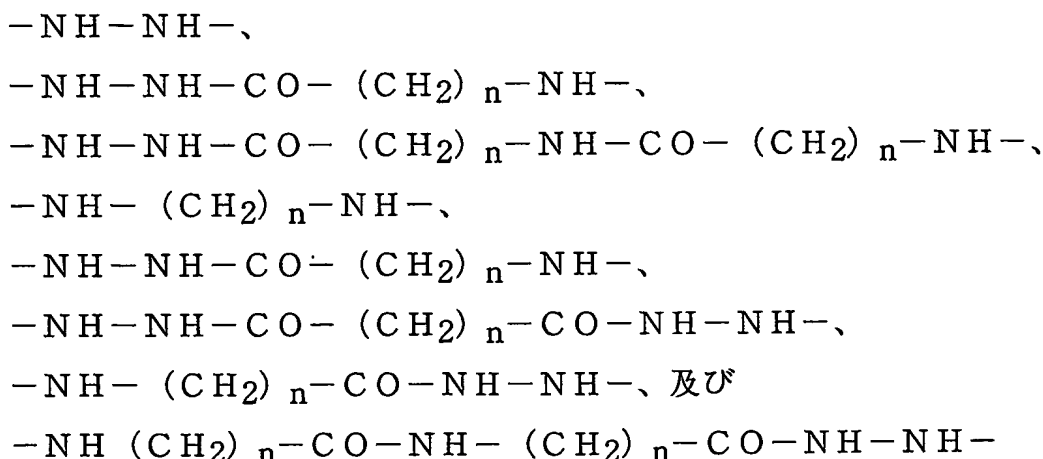 －ＮＨ－ＮＨ－、
－ＮＨ－ＮＨ－ＣＯ－（ＣＨ2）n－ＮＨ－、
－ＮＨ－ＮＨ－ＣＯ－（ＣＨ2）n－ＮＨ－ＣＯ－（ＣＨ2）n－ＮＨ－、
－ＮＨ－（ＣＨ2）n－ＮＨ－、
－ＮＨ－ＮＨ－ＣＯ－（ＣＨ2）n－ＮＨ－、
－ＮＨ－ＮＨ－ＣＯ－（ＣＨ2）n－ＣＯ－ＮＨ－ＮＨ－、
－ＮＨ－（ＣＨ2）n－ＣＯ－ＮＨ－ＮＨ－、及び
－ＮＨ（ＣＨ2）n－ＣＯ－ＮＨ－（ＣＨ2）n－ＣＯ－ＮＨ－ＮＨ－